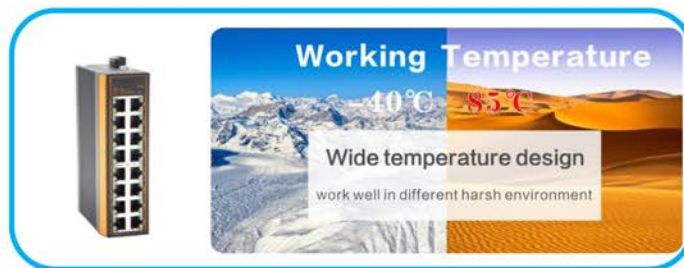 Working Temperature
40℃ 85℃
Wide temperature design
work well in different harsh environment